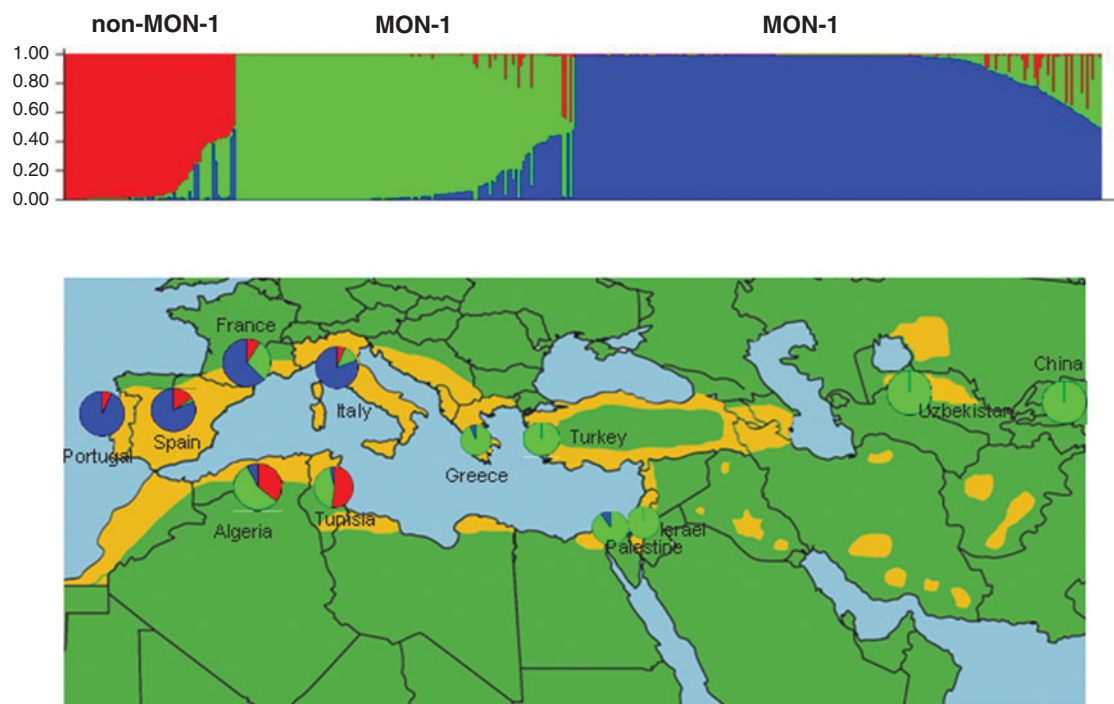 non-MON-1 MON-1 MON-1
1.00
0.80
0.60
0.40
0.20
0.00
France
China
Italy
Uzbekistan
Spain
Turkey
Portugal
Greece
Algeria
Tunisia
Israel
Palestine